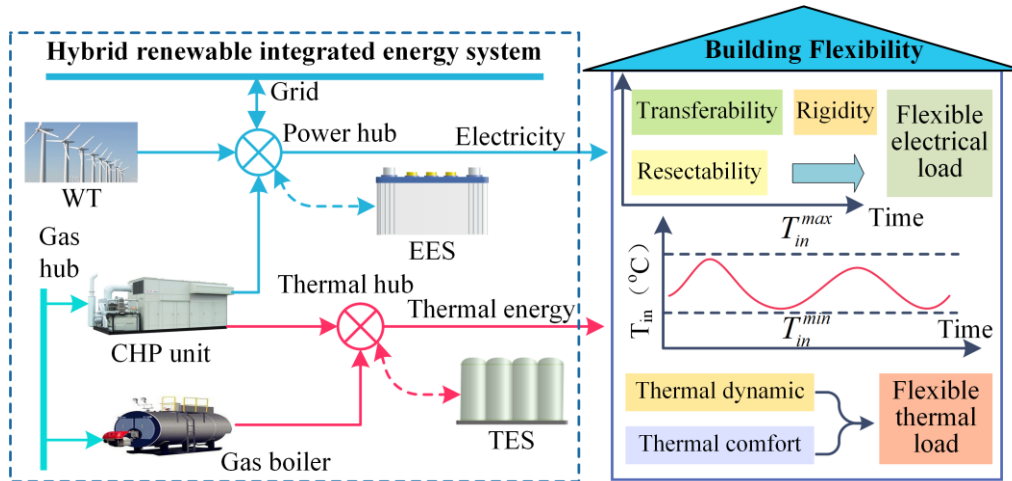 Hybrid renewable integrated energy system
Grid
Power hub
Electricity
WT
EES
Gas
hub
Thermal hub
Thermal energy
CHP unit
TES
Gas boiler
Building Flexibility
Transferability
Rigidity
Resectability
Flexible
electrical
load
Time
T_in^max
T_in (°C)
T_in^min
Time
Thermal dynamic
Thermal comfort
Flexible
thermal
load